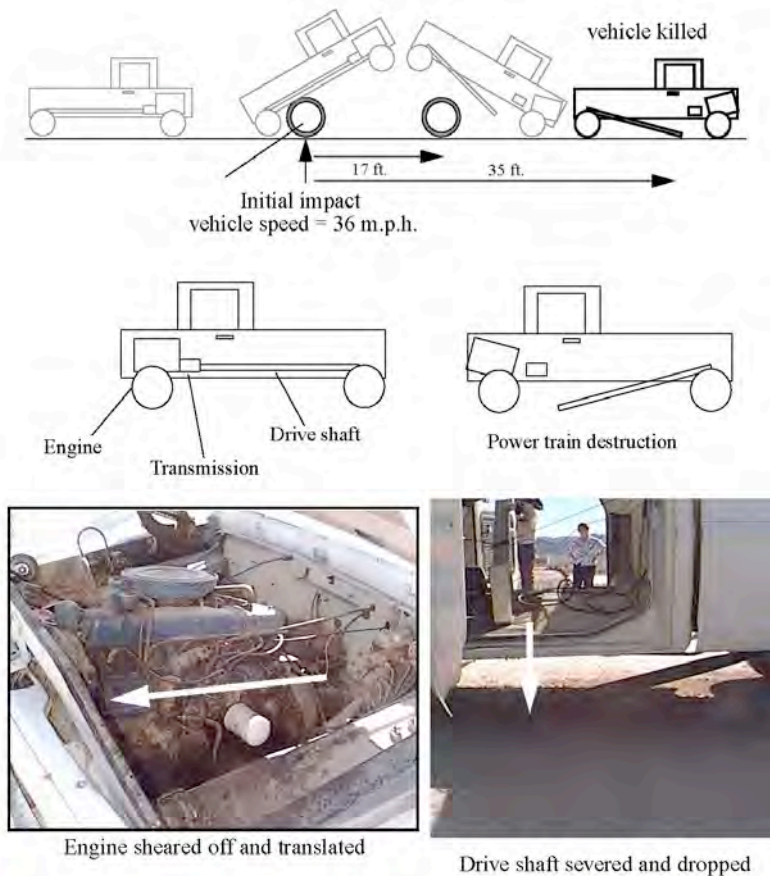 vehicle killed
17 ft.
35 ft.
Initial impact
vehicle speed = 36 m.p.h.
Engine
Transmission
Drive shaft
Power train destruction
Engine sheared off and translated
Drive shaft severed and dropped